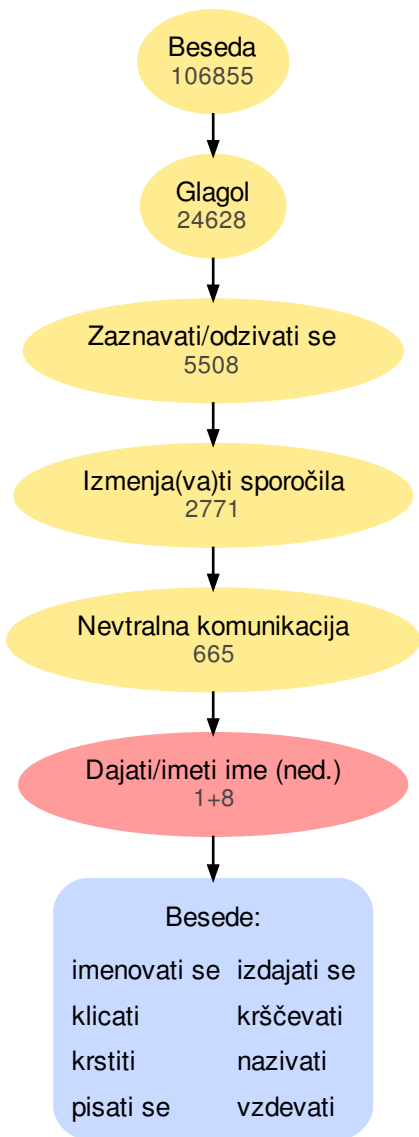 Beseda
106855
Glagol
24628
Zaznavati/odzivati se
5508
Izmenja(va)ti sporočila
2771
Nevtralna komunikacija
665
Dajati/imeti ime (ned.)
1+8
Besede:
imenovati se izdajati se
klicati krščevati
krstiti nazivati
pisati se vzdevati